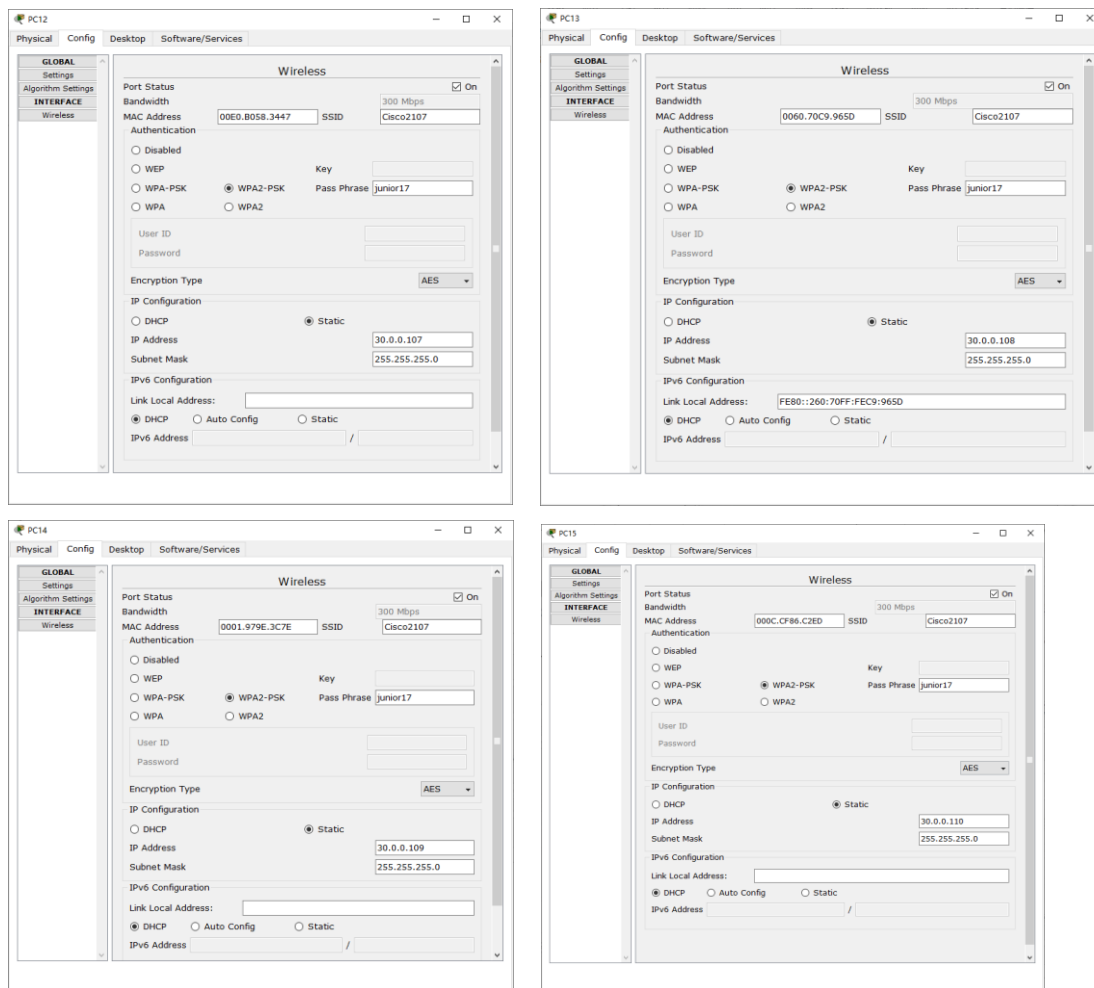 PC12
Physical Config Desktop Software/Services
GLOBAL
Settings
Algorithm Settings
INTERFACE
Wireless
Wireless
Port Status On
Bandwidth 300 Mbps
MAC Address 00E0.B058.3447 SSID Cisco2107
Authentication
Disabled
WEP Key
WPA-PSK WPA2-PSK Pass Phrase junior17
WPA WPA2
User ID
Password
Encryption Type AES
IP Configuration
DHCP Static
IP Address 30.0.0.107
Subnet Mask 255.255.255.0
IPv6 Configuration
Link Local Address:
DHCP Auto Config Static
IPv6 Address /
PC13
Physical Config Desktop Software/Services
GLOBAL
Settings
Algorithm Settings
INTERFACE
Wireless
Wireless
Port Status On
Bandwidth 300 Mbps
MAC Address 0060.70C9.965D SSID Cisco2107
Authentication
Disabled
WEP Key
WPA-PSK WPA2-PSK Pass Phrase junior17
WPA WPA2
User ID
Password
Encryption Type AES
IP Configuration
DHCP Static
IP Address 30.0.0.108
Subnet Mask 255.255.255.0
IPv6 Configuration
Link Local Address: FE80::260:70FF:FEC9:965D
DHCP Auto Config Static
IPv6 Address /
PC14
Physical Config Desktop Software/Services
GLOBAL
Settings
Algorithm Settings
INTERFACE
Wireless
Wireless
Port Status On
Bandwidth 300 Mbps
MAC Address 0001.979E.3C7E SSID Cisco2107
Authentication
Disabled
WEP Key
WPA-PSK WPA2-PSK Pass Phrase junior17
WPA WPA2
User ID
Password
Encryption Type AES
IP Configuration
DHCP Static
IP Address 30.0.0.109
Subnet Mask 255.255.255.0
IPv6 Configuration
Link Local Address:
DHCP Auto Config Static
IPv6 Address /
PC15
Physical Config Desktop Software/Services
GLOBAL
Settings
Algorithm Settings
INTERFACE
Wireless
Wireless
Port Status On
Bandwidth 300 Mbps
MAC Address 000C.CF86.C2ED SSID Cisco2107
Authentication
Disabled
WEP Key
WPA-PSK WPA2-PSK Pass Phrase junior17
WPA WPA2
User ID
Password
Encryption Type AES
IP Configuration
DHCP Static
IP Address 30.0.0.110
Subnet Mask 255.255.255.0
IPv6 Configuration
Link Local Address:
DHCP Auto Config Static
IPv6 Address /